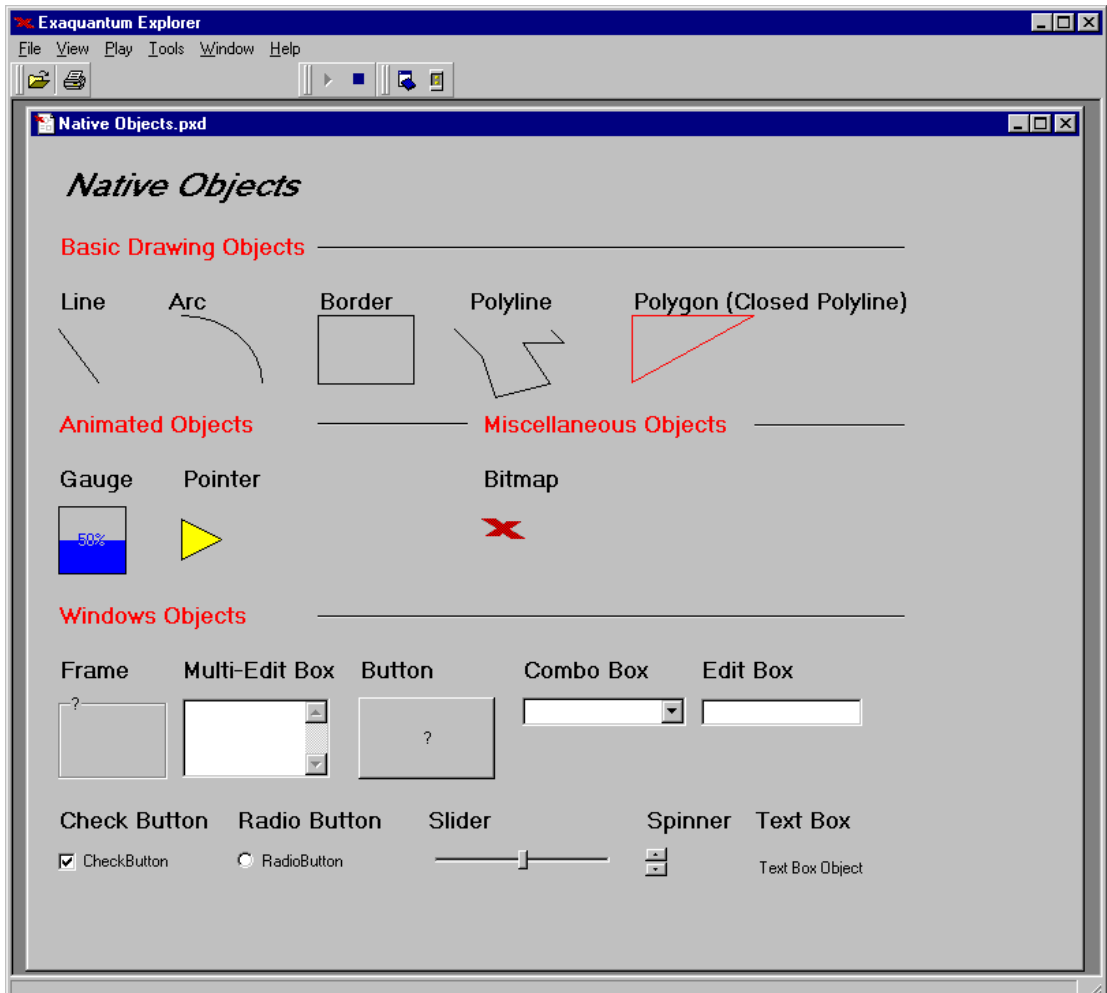 Exaquantum Explorer
File View Play Tools Window Help
Native Objects.pxd
Native Objects
Basic Drawing Objects
Line Arc Border Polyline Polygon (Closed Polyline)
Animated Objects Miscellaneous Objects
Gauge Pointer Bitmap
50%
Windows Objects
Frame Multi-Edit Box Button Combo Box Edit Box
?
?
Check Button Radio Button Slider Spinner Text Box
CheckButton RadioButton Text Box Object